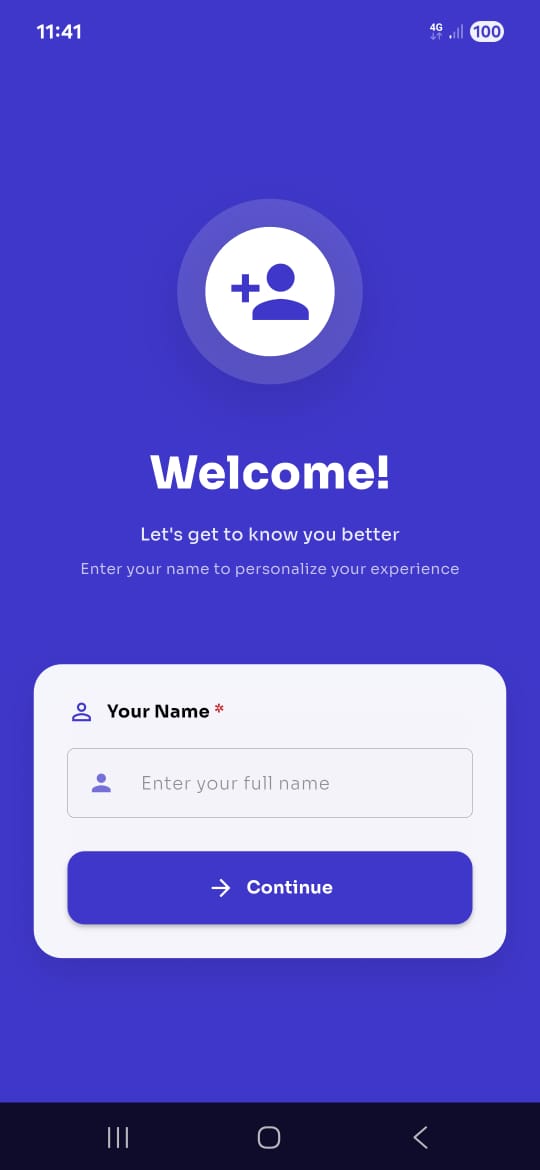 11:41
4G
100
Welcome!
Let's get to know you better
Enter your name to personalize your experience
Your Name *
Enter your full name
Continue